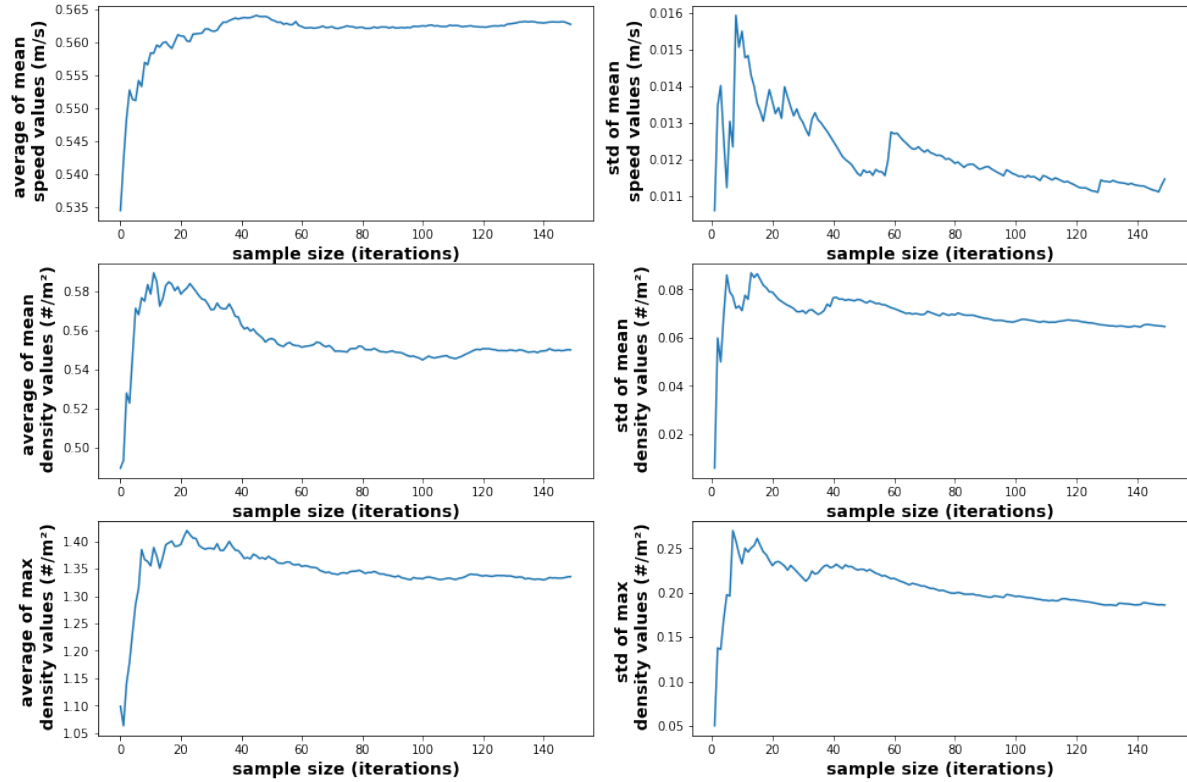 average of mean
speed values (m/s)
0.565
0.560
0.555
0.550
0.545
0.540
0.535
0 20 40 60 80 100 120 140
sample size (iterations)
std of mean
speed values (m/s)
0.016
0.015
0.014
0.013
0.012
0.011
0 20 40 60 80 100 120 140
sample size (iterations)
average of mean
density values (#/m²)
0.58
0.56
0.54
0.52
0.50
0 20 40 60 80 100 120 140
sample size (iterations)
std of mean
density values (#/m²)
0.08
0.06
0.04
0.02
0 20 40 60 80 100 120 140
sample size (iterations)
average of max
density values (#/m²)
1.40
1.35
1.30
1.25
1.20
1.15
1.10
1.05
0 20 40 60 80 100 120 140
sample size (iterations)
std of max
density values (#/m²)
0.25
0.20
0.15
0.10
0.05
0 20 40 60 80 100 120 140
sample size (iterations)